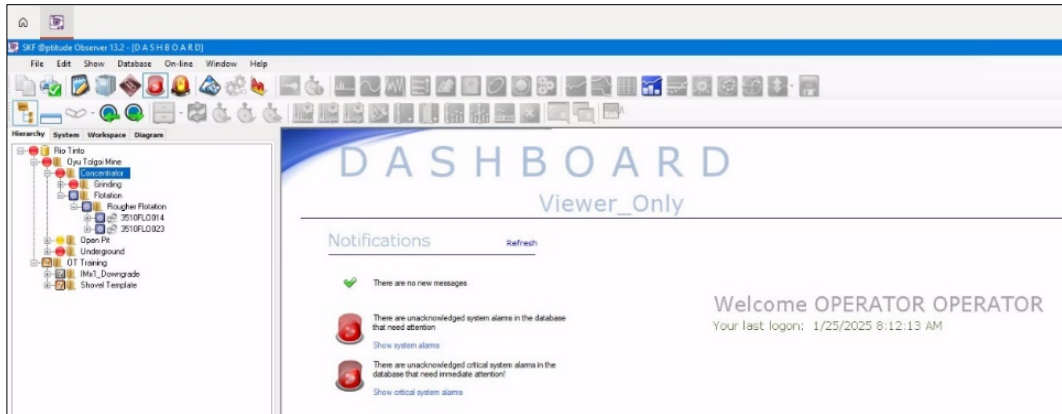 SKF @ptitude Observer 13.2 - [D A S H B O A R D]
File Edit Show Database On-line Window Help
Hierarchy System Workspace Diagram
Rio Tinto
Oyu Tolgoi Mine
Concentrator
Grinding
Flotation
Rougher Flotation
3510FLO014
3510FLO023
Open Pit
Underground
OT Training
IMx1_Downgrade
Shovel Template
DASHBOARD
Viewer_Only
Notifications Refresh
There are no new messages
There are unacknowledged system alarms in the database
that need attention
Show system alarms
There are unacknowledged critical system alarms in the
database that need immediate attention!
Show critical system alarms
Welcome OPERATOR OPERATOR
Your last logon: 1/25/2025 8:12:13 AM